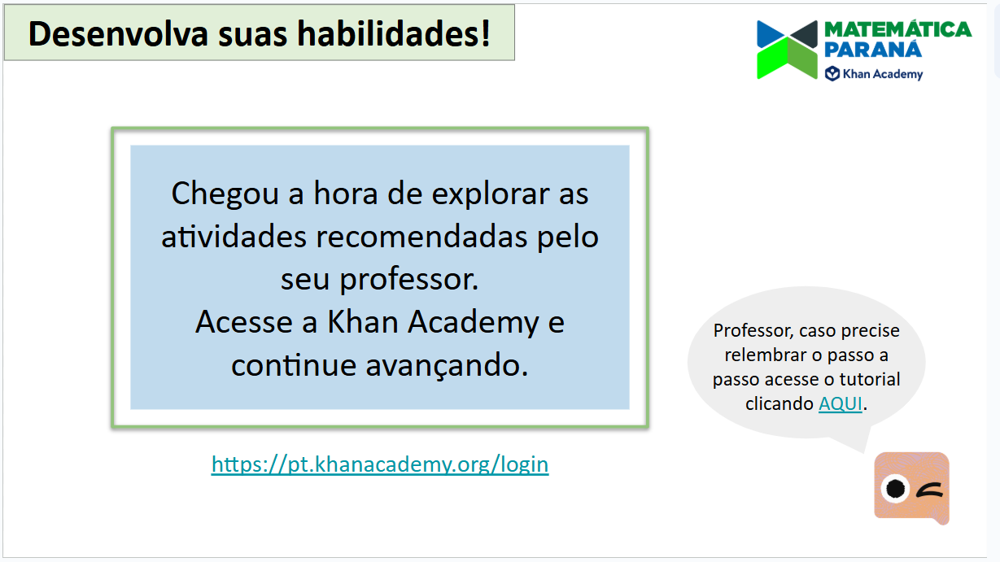 Desenvolva suas habilidades!
MATEMÁTICA
PARANÁ
Khan Academy
Chegou a hora de explorar as
atividades recomendadas pelo
seu professor.
Acesse a Khan Academy e
continue avançando.
https://pt.khanacademy.org/login
Professor, caso precise
relembrar o passo a
passo acesse o tutorial
clicando AQUI.